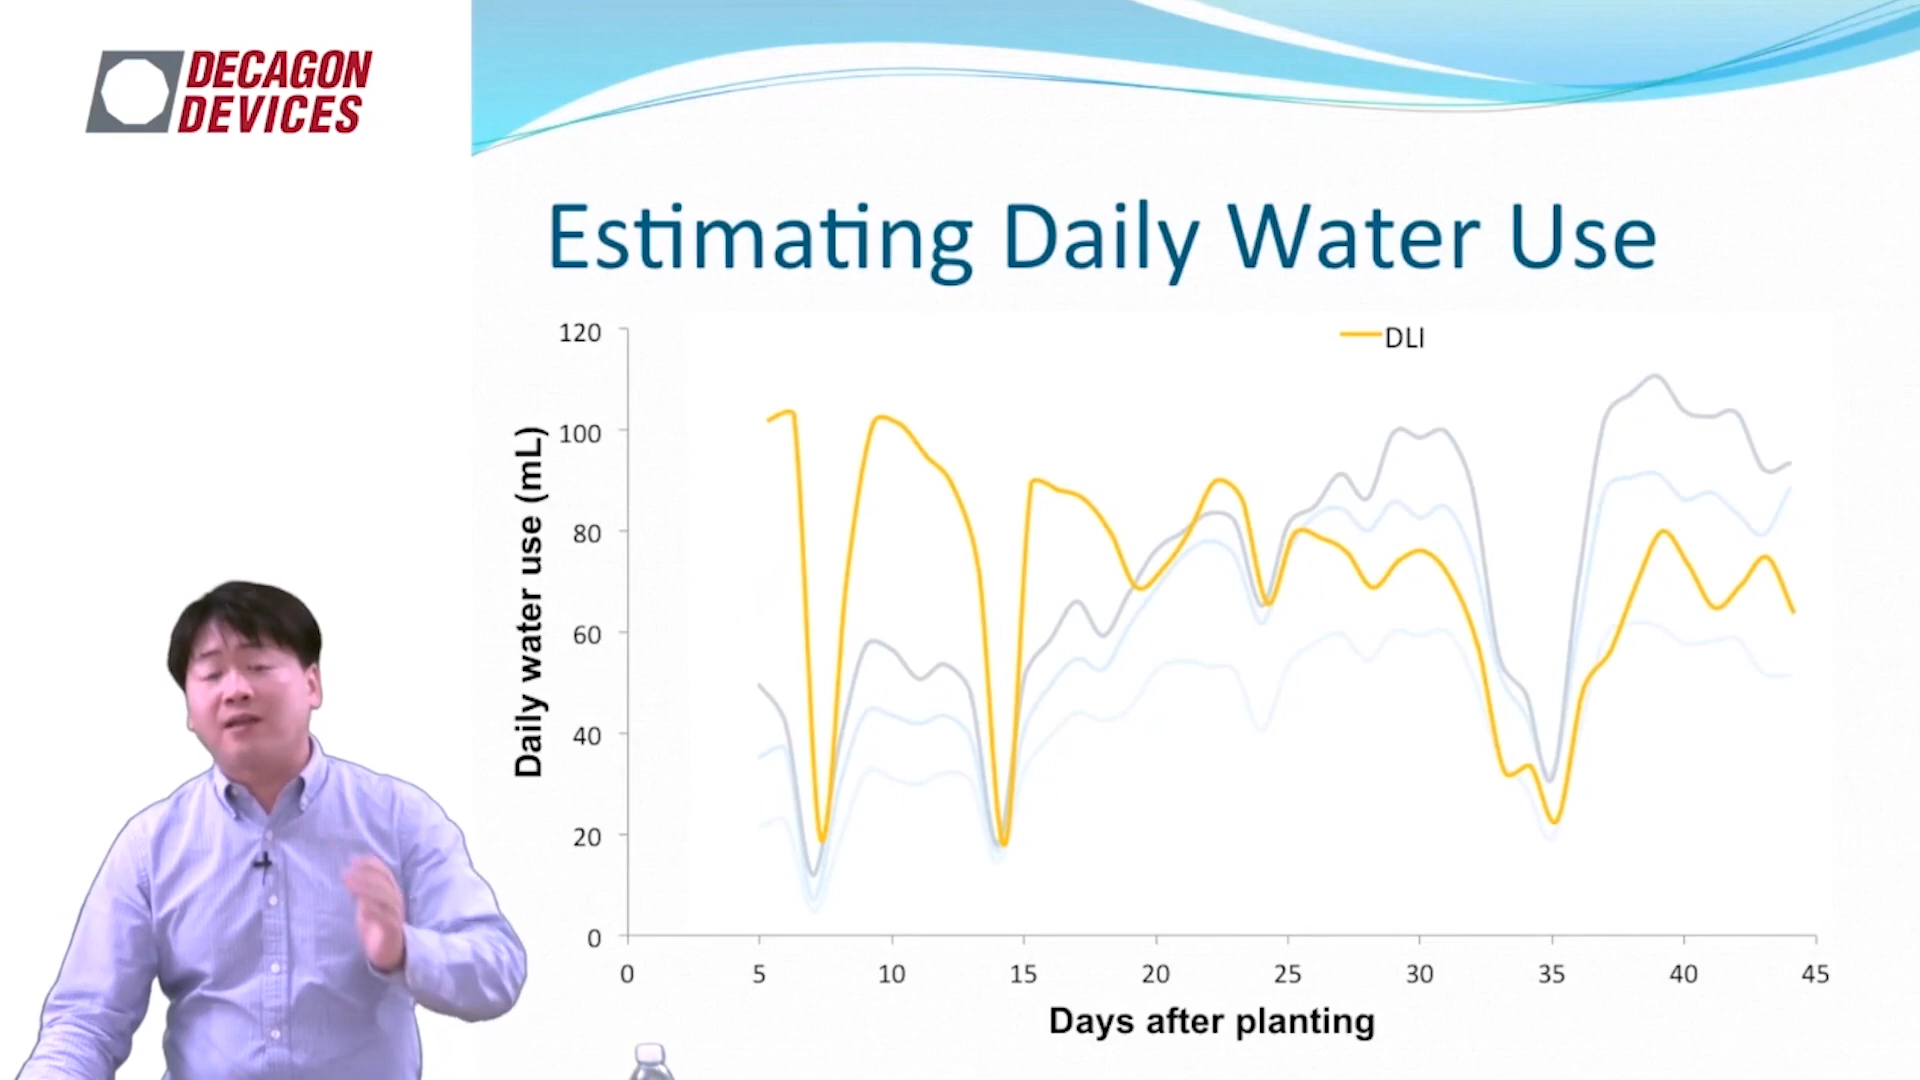 DECAGON
DEVICES
Estimating Daily Water Use
DLI
Daily water use (mL)
120
100
80
60
40
20
0
0 5 10 15 20 25 30 35 40 45
Days after planting